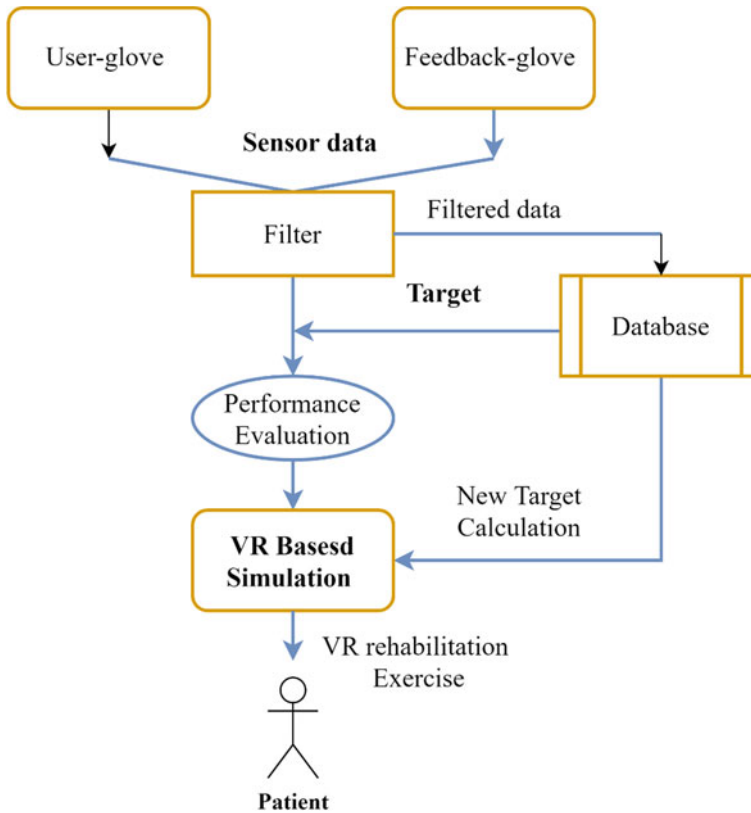 User-glove
Feedback-glove
Sensor data
Filter
Filtered data
Target
Database
Performance
Evaluation
New Target
Calculation
VR Basesd
Simulation
VR rehabilitation
Exercise
Patient